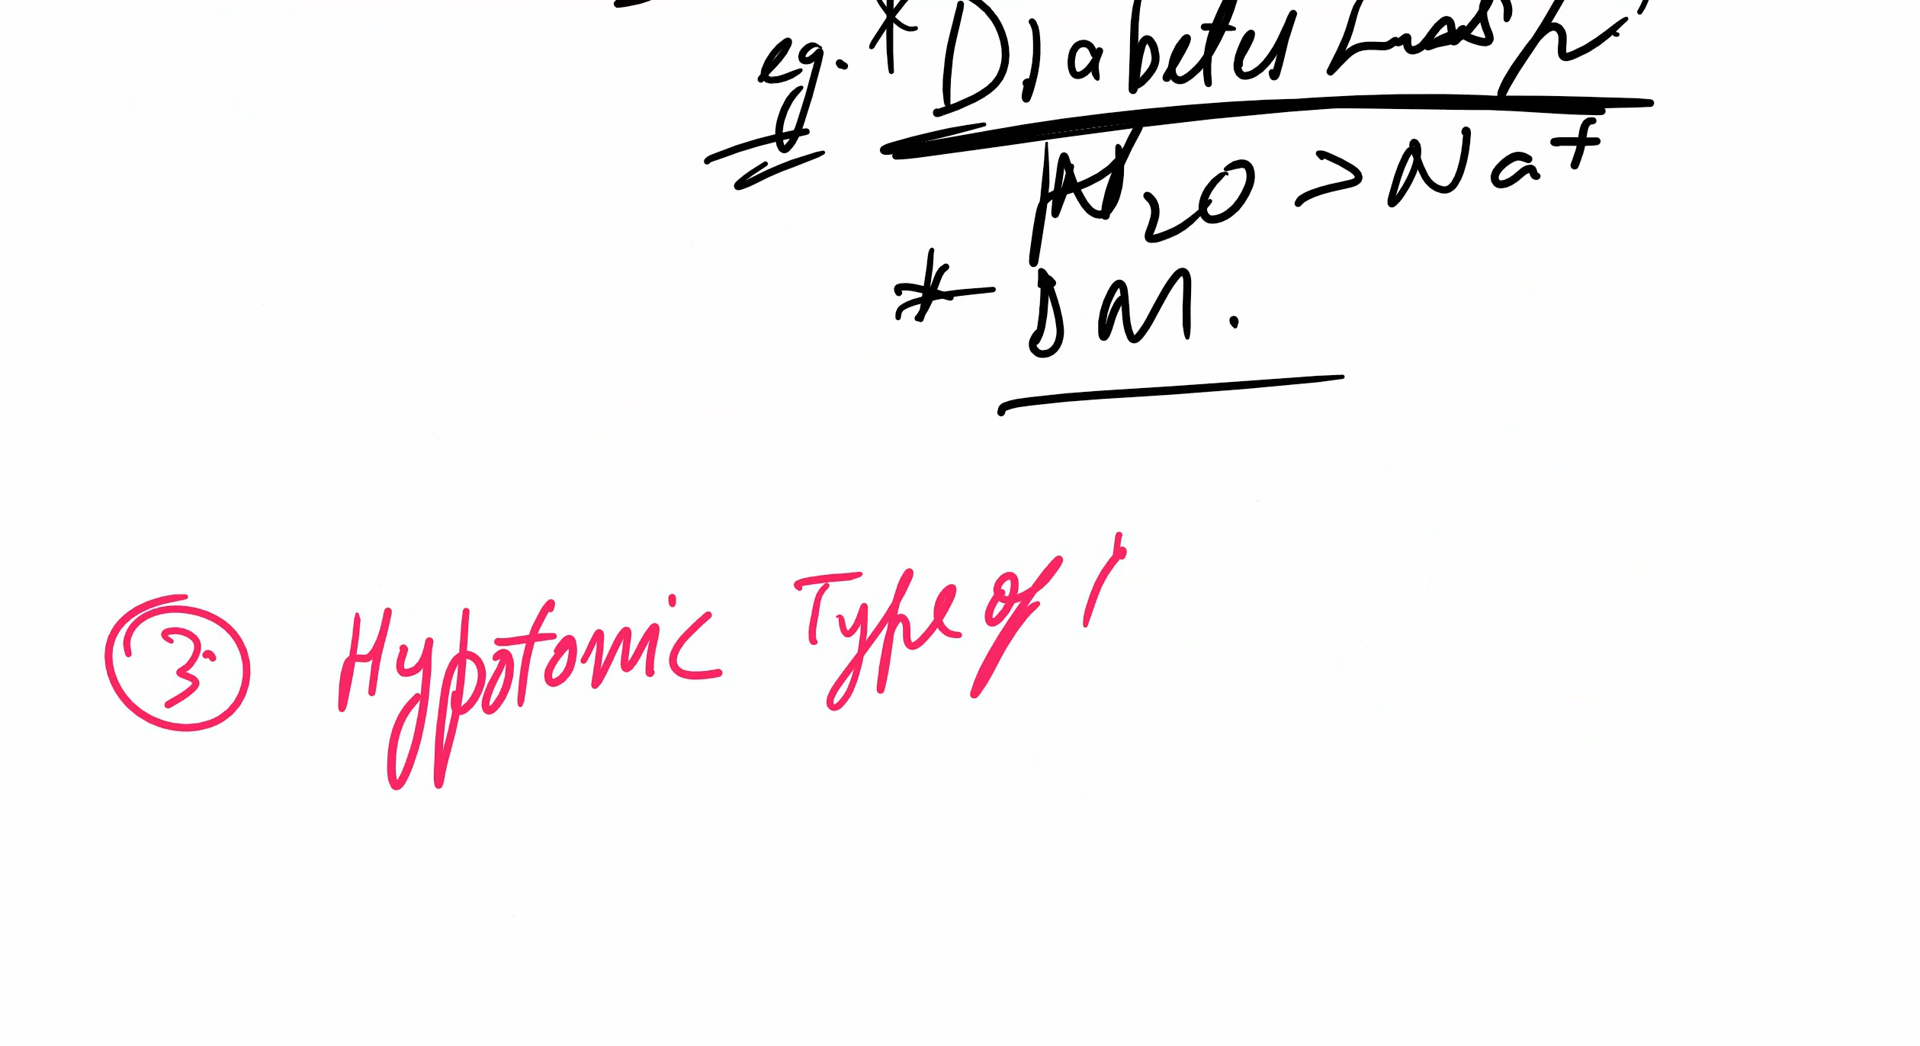 eg. * Diabetes
H₂O > Na⁺
* DM.
3. Hypotonic Type of